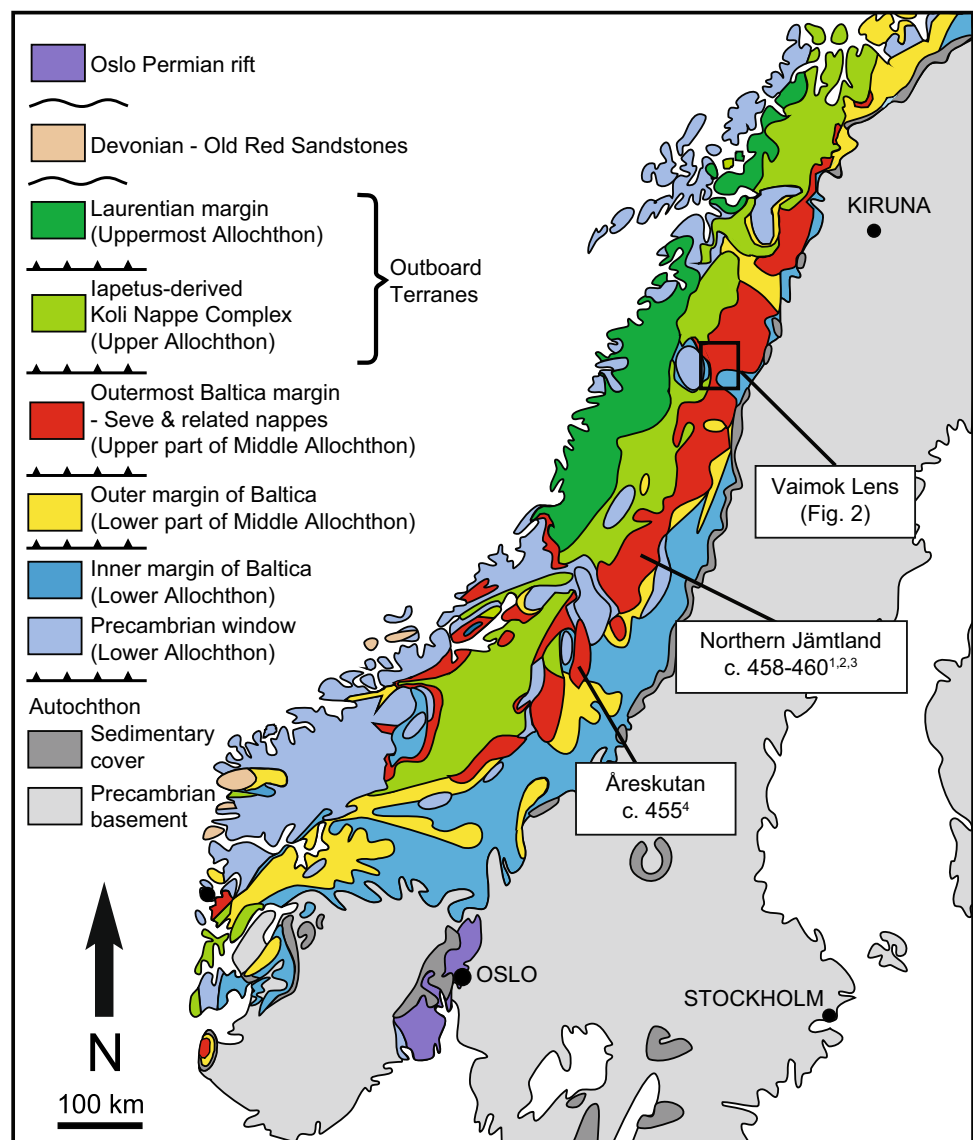 Oslo Permian rift
Devonian - Old Red Sandstones
Laurentian margin
(Uppermost Allochthon)
Iapetus-derived
Koli Nappe Complex
(Upper Allochthon)
Outboard
Terranes
Outermost Baltica margin
- Seve & related nappes
(Upper part of Middle Allochthon)
Outer margin of Baltica
(Lower part of Middle Allochthon)
Inner margin of Baltica
(Lower Allochthon)
Precambrian window
(Lower Allochthon)
Autochthon
Sedimentary
cover
Precambrian
basement
N
100 km
KIRUNA
Vaimok Lens
(Fig. 2)
Northern Jämtland
c. 458-460¹,²,³
Åreskutan
c. 455⁴
OSLO
STOCKHOLM